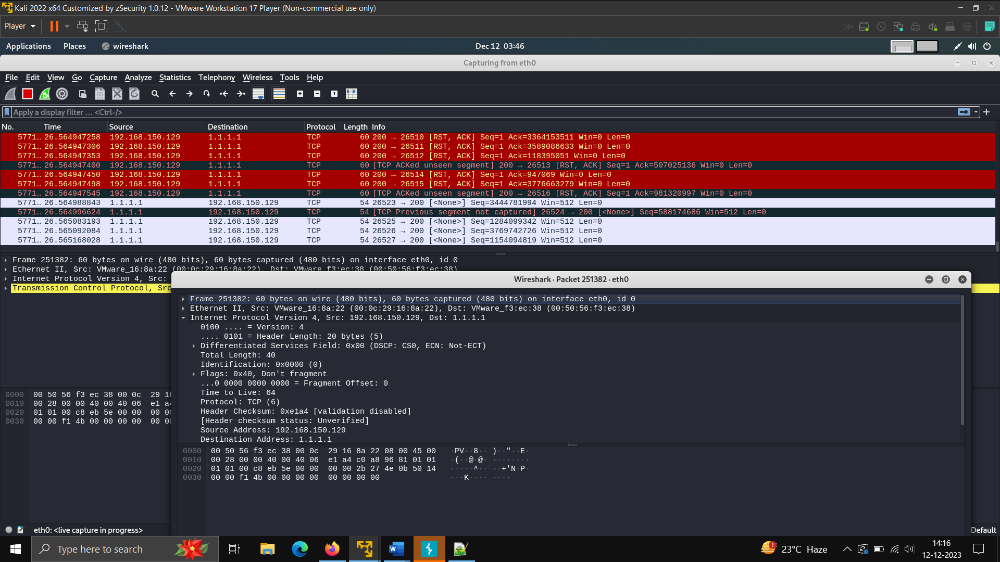 Kali 2022 x64 Customized by zSecurity 1.0.12 - VMware Workstation 17 Player (Non-commercial use only)
Player
Applications Places wireshark Dec 12 03:46
Capturing from eth0
File Edit View Go Capture Analyze Statistics Telephony Wireless Tools Help
Apply a display filter … <Ctrl-/>
No. Time Source Destination Protocol Length Info
5771… 26.564947258 192.168.150.129 1.1.1.1 TCP 60 200 → 26510 [RST, ACK] Seq=1 Ack=3364153511 Win=0 Len=0
5771… 26.564947306 192.168.150.129 1.1.1.1 TCP 60 200 → 26511 [RST, ACK] Seq=1 Ack=3589086633 Win=0 Len=0
5771… 26.564947353 192.168.150.129 1.1.1.1 TCP 60 200 → 26512 [RST, ACK] Seq=1 Ack=118395051 Win=0 Len=0
5771… 26.564947400 192.168.150.129 1.1.1.1 TCP 60 [TCP ACKed unseen segment] 200 → 26513 [RST, ACK] Seq=1 Ack=507025136 Win=0 Len=0
5771… 26.564947450 192.168.150.129 1.1.1.1 TCP 60 200 → 26514 [RST, ACK] Seq=1 Ack=947069 Win=0 Len=0
5771… 26.564947498 192.168.150.129 1.1.1.1 TCP 60 200 → 26515 [RST, ACK] Seq=1 Ack=3776663279 Win=0 Len=0
5771… 26.564947545 192.168.150.129 1.1.1.1 TCP 60 [TCP ACKed unseen segment] 200 → 26516 [RST, ACK] Seq=1 Ack=981320997 Win=0 Len=0
5771… 26.564988843 1.1.1.1 192.168.150.129 TCP 54 26523 → 200 [<None>] Seq=3444781994 Win=512 Len=0
5771… 26.564996624 1.1.1.1 192.168.150.129 TCP 54 [TCP Previous segment not captured] 26524 → 200 [<None>] Seq=588174686 Win=512 Len=0
5771… 26.565083193 1.1.1.1 192.168.150.129 TCP 54 26525 → 200 [<None>] Seq=1284099342 Win=512 Len=0
5771… 26.565092084 1.1.1.1 192.168.150.129 TCP 54 26526 → 200 [<None>] Seq=3769742726 Win=512 Len=0
5771… 26.565168028 1.1.1.1 192.168.150.129 TCP 54 26527 → 200 [<None>] Seq=1154094819 Win=512 Len=0
Frame 251382: 60 bytes on wire (480 bits), 60 bytes captured (480 bits) on interface eth0, id 0
Ethernet II, Src: VMware_16:8a:22 (00:0c:29:16:8a:22), Dst: VMware_f3:ec:38 (00:50:56:f3:ec:38)
Internet Protocol Version 4, Src:
Transmission Control Protocol, Src
0000 00 50 56 f3 ec 38 00 0c 29 16
0010 00 28 00 00 40 00 40 06 e1 a4
0020 01 01 00 c8 eb 5e 00 00 00 00
0030 00 00 f1 4b 00 00 00 00 00 00
Wireshark · Packet 251382 · eth0
Frame 251382: 60 bytes on wire (480 bits), 60 bytes captured (480 bits) on interface eth0, id 0
Ethernet II, Src: VMware_16:8a:22 (00:0c:29:16:8a:22), Dst: VMware_f3:ec:38 (00:50:56:f3:ec:38)
Internet Protocol Version 4, Src: 192.168.150.129, Dst: 1.1.1.1
0100 .... = Version: 4
.... 0101 = Header Length: 20 bytes (5)
Differentiated Services Field: 0x00 (DSCP: CS0, ECN: Not-ECT)
Total Length: 40
Identification: 0x0000 (0)
Flags: 0x40, Don't fragment
...0 0000 0000 0000 = Fragment Offset: 0
Time to Live: 64
Protocol: TCP (6)
Header Checksum: 0xe1a4 [validation disabled]
[Header checksum status: Unverified]
Source Address: 192.168.150.129
Destination Address: 1.1.1.1
0000 00 50 56 f3 ec 38 00 0c 29 16 8a 22 08 00 45 00 ·PV··8·· )··"··E·
0010 00 28 00 00 40 00 40 06 e1 a4 c0 a8 96 81 01 01 ·(··@·@· ········
0020 01 01 00 c8 eb 5e 00 00 00 00 2b 27 4e 0b 50 14 ·····^·· ··+'N·P·
0030 00 00 f1 4b 00 00 00 00 00 00 00 00 ···K···· ····
eth0: <live capture in progress> Default
Type here to search
1
23°C Haze
14:16
12-12-2023